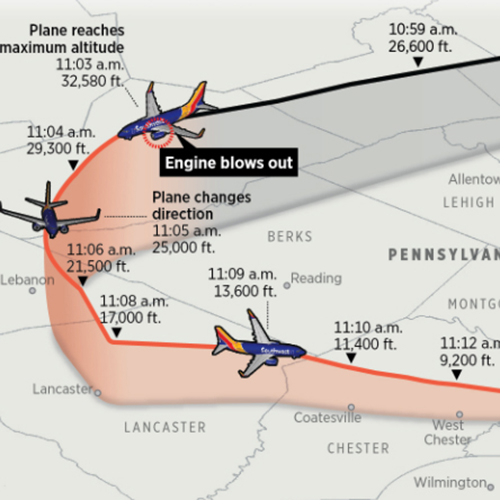 Plane reaches
maximum altitude
11:03 a.m.
32,580 ft.
10:59 a.m.
26,600 ft.
11:04 a.m.
29,300 ft.
Southwest
Engine blows out
Plane changes
direction
11:05 a.m.
25,000 ft.
Allentow
LEHIGH
BERKS
PENNSYLVAN
11:06 a.m.
21,500 ft.
Lebanon
11:09 a.m.
13,600 ft.
Reading
11:08 a.m.
17,000 ft.
MONTG
Southwest
11:10 a.m.
11,400 ft.
11:12 a.m
9,200 ft.
Lancaster
LANCASTER
Coatesville
West
Chester
CHESTER
Wilmington